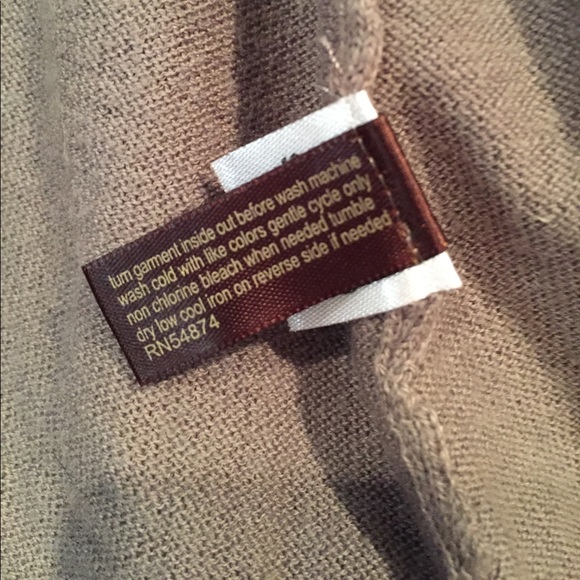 turn garment inside out before wash machine
wash cold with like colors gentle cycle only
non chlorine bleach when needed tumble
dry low cool iron on reverse side if needed
RN54874